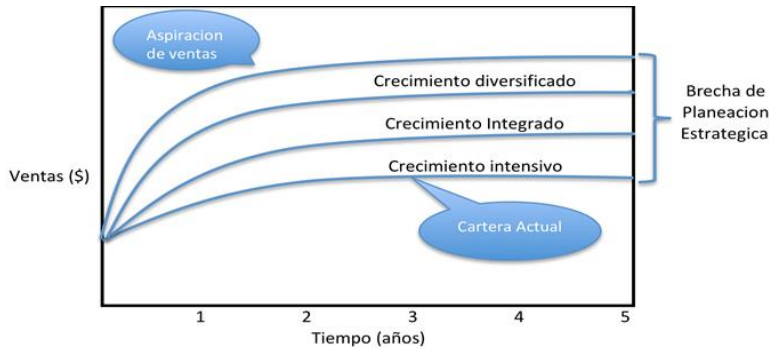 Aspiracion
de ventas
Crecimiento diversificado
Brecha de
Planeacion
Estrategica
Crecimiento Integrado
Ventas ($)
Crecimiento intensivo
Cartera Actual
1 2 3 4 5
Tiempo (años)